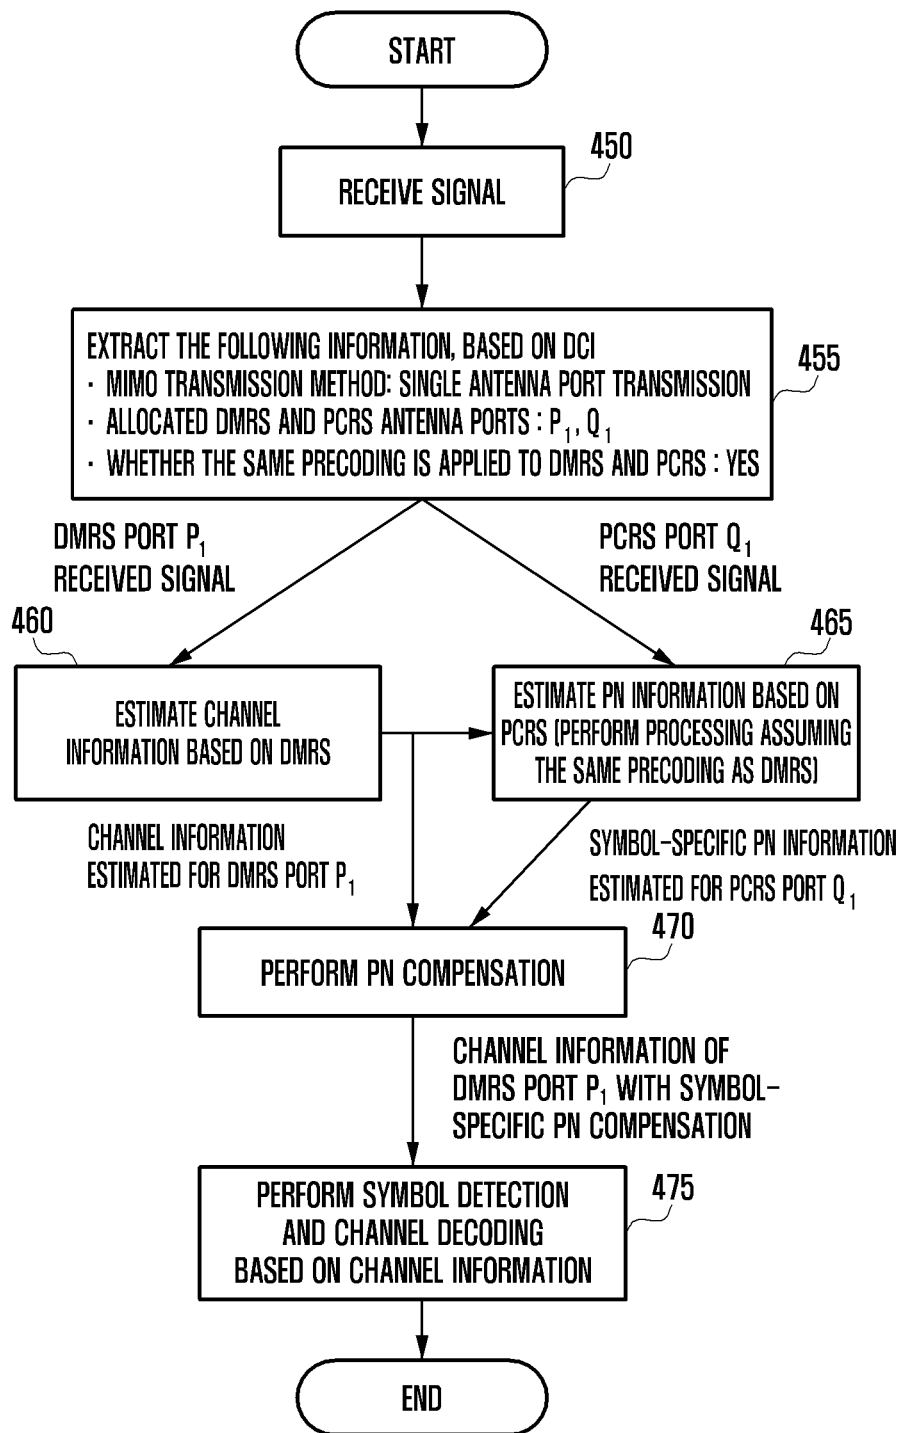 START
450
RECEIVE SIGNAL
EXTRACT THE FOLLOWING INFORMATION, BASED ON DCI
· MIMO TRANSMISSION METHOD: SINGLE ANTENNA PORT TRANSMISSION
· ALLOCATED DMRS AND PCRS ANTENNA PORTS : P₁, Q₁
· WHETHER THE SAME PRECODING IS APPLIED TO DMRS AND PCRS : YES
455
DMRS PORT P₁
RECEIVED SIGNAL
PCRS PORT Q₁
RECEIVED SIGNAL
460
465
ESTIMATE CHANNEL
INFORMATION BASED ON DMRS
ESTIMATE PN INFORMATION BASED ON
PCRS (PERFORM PROCESSING ASSUMING
THE SAME PRECODING AS DMRS)
CHANNEL INFORMATION
ESTIMATED FOR DMRS PORT P₁
SYMBOL-SPECIFIC PN INFORMATION
ESTIMATED FOR PCRS PORT Q₁
470
PERFORM PN COMPENSATION
CHANNEL INFORMATION OF
DMRS PORT P₁ WITH SYMBOL-
SPECIFIC PN COMPENSATION
475
PERFORM SYMBOL DETECTION
AND CHANNEL DECODING
BASED ON CHANNEL INFORMATION
END